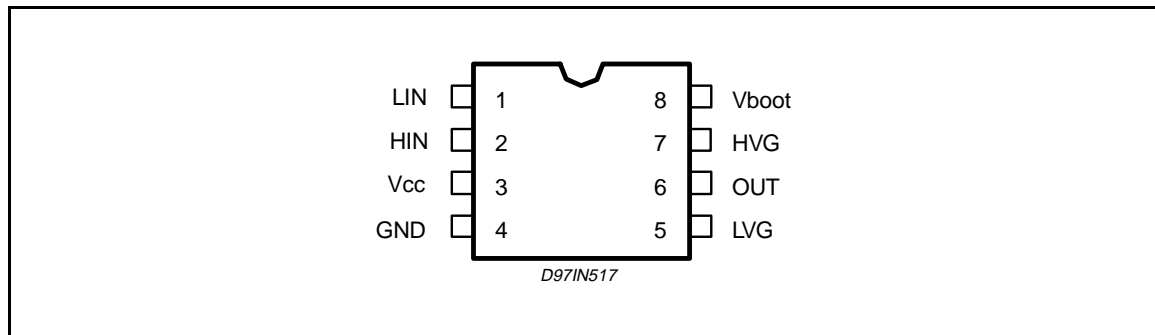 LIN 1 8 Vboot
HIN 2 7 HVG
Vcc 3 6 OUT
GND 4 5 LVG
D97IN517